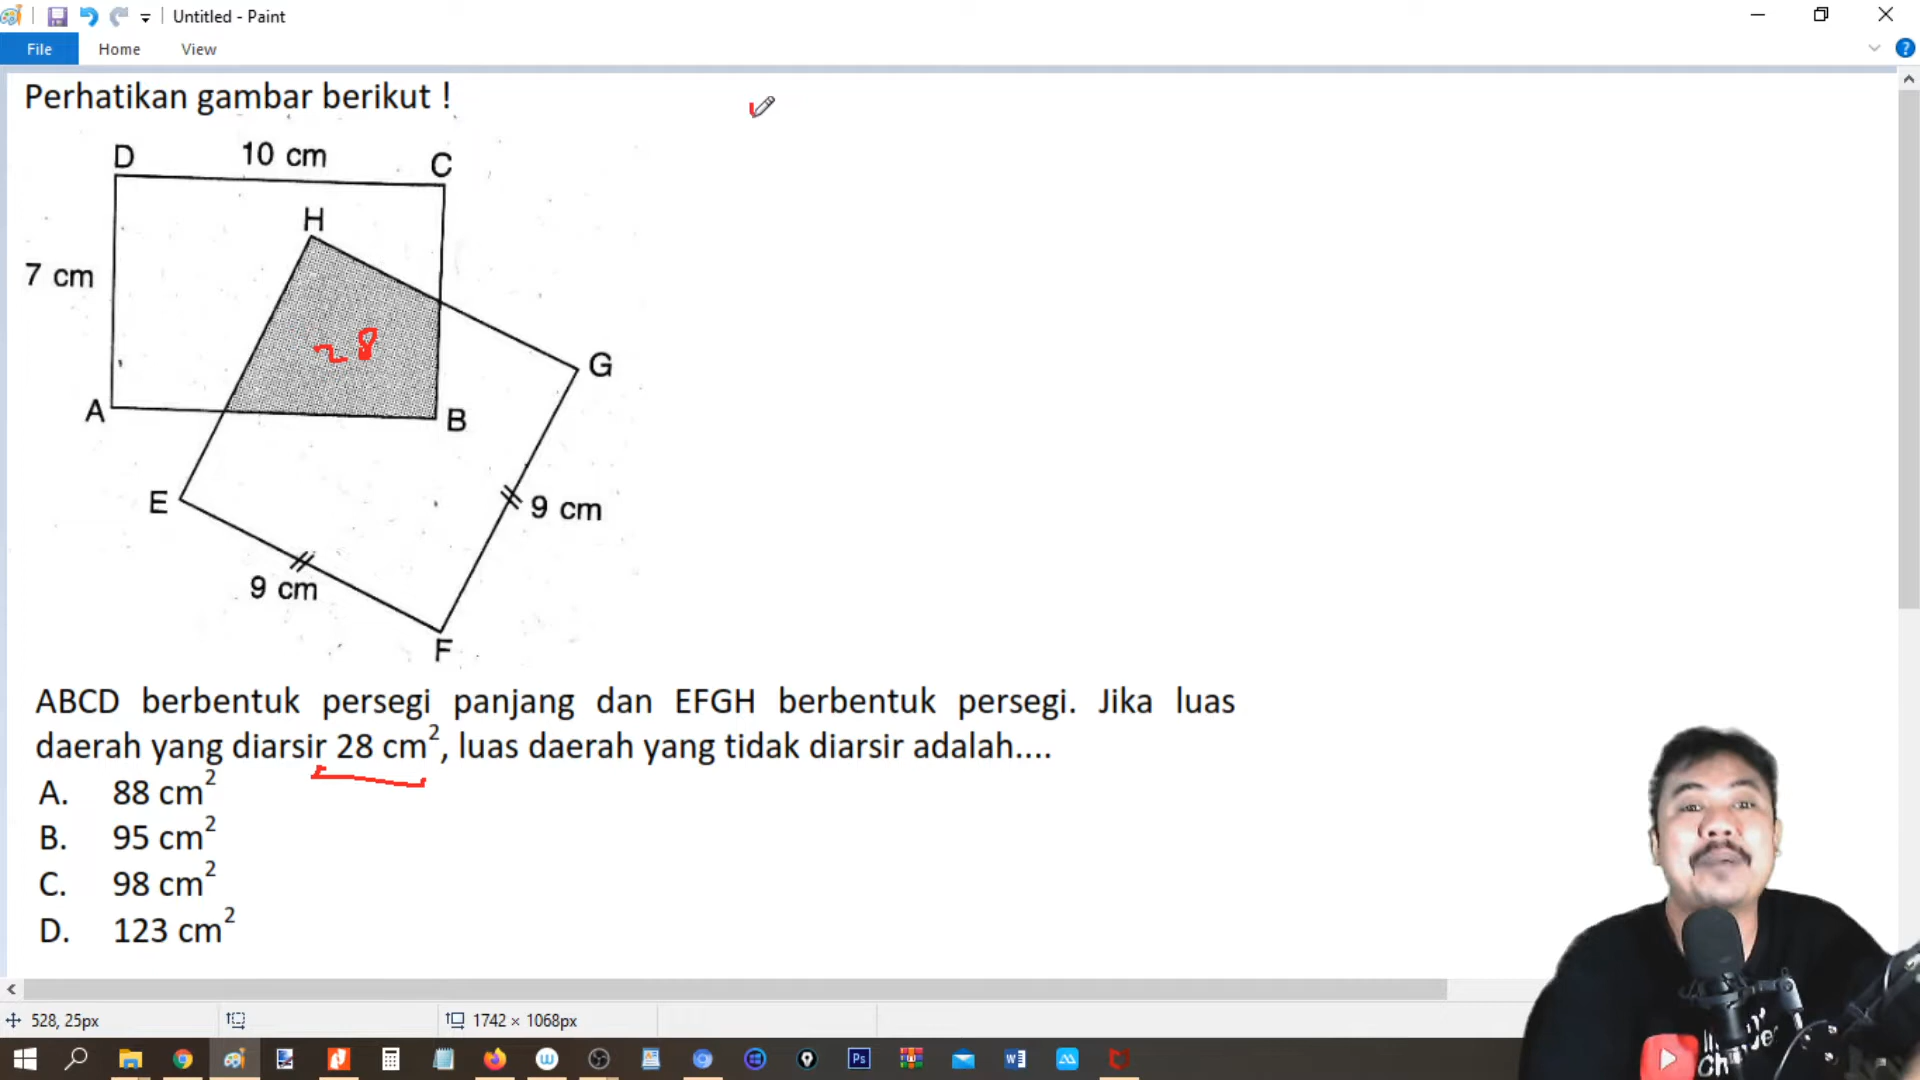 Untitled - Paint
File Home View
Perhatikan gambar berikut !
D 10 cm C
H
7 cm
28
G
A B
E
9 cm
9 cm
F
ABCD berbentuk persegi panjang dan EFGH berbentuk persegi. Jika luas
daerah yang diarsir 28 cm², luas daerah yang tidak diarsir adalah....
A. 88 cm²
B. 95 cm²
C. 98 cm²
D. 123 cm²
528, 25px 1742 × 1068px
Ps